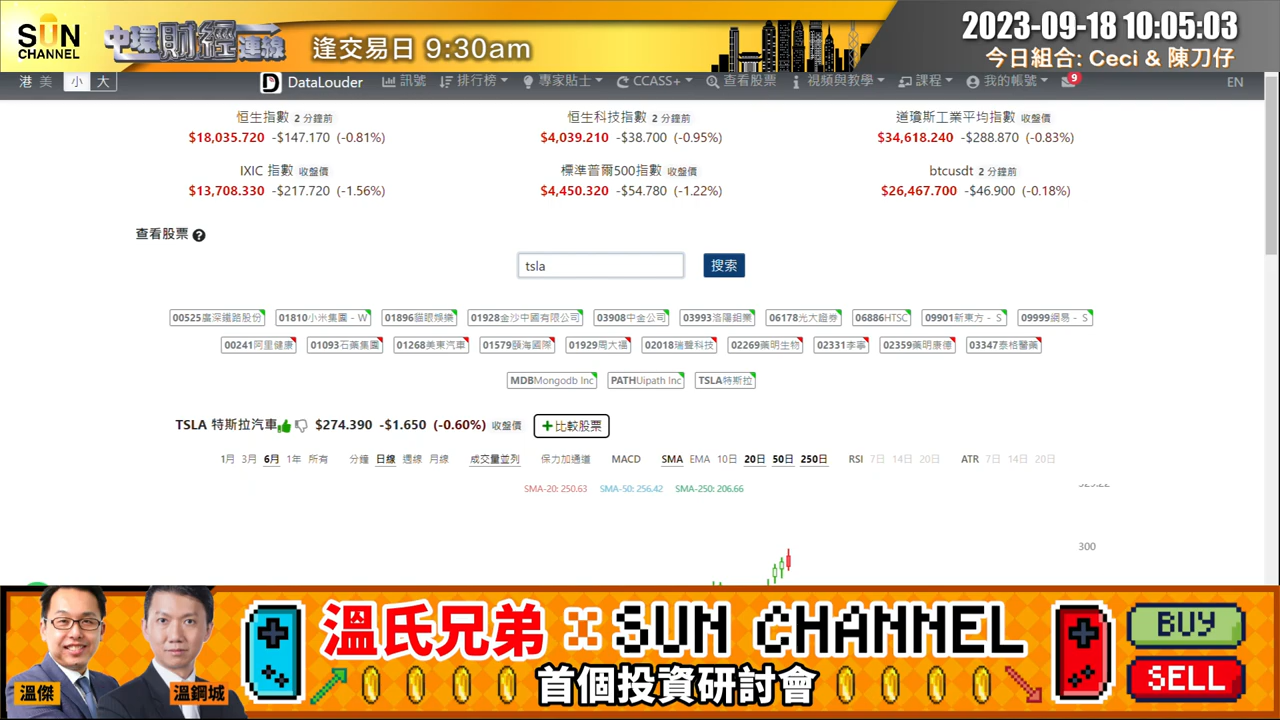 SUN
CHANNEL
中環財經連線
逢交易日 9:30am
2023-09-18 10:05:03
今日組合: Ceci & 陳刀仔
港 美 小 大
D DataLouder 訊號 排行榜 專家貼士 CCASS+ 查看股票 視頻與教學 課程 我的帳號 9 EN
恒生指數 2 分鐘前 恒生科技指數 2 分鐘前 道瓊斯工業平均指數 收盤價
$18,035.720 -$147.170 (-0.81%) $4,039.210 -$38.700 (-0.95%) $34,618.240 -$288.870 (-0.83%)
IXIC 指數 收盤價 標準普爾500指數 收盤價 btcusdt 2 分鐘前
$13,708.330 -$217.720 (-1.56%) $4,450.320 -$54.780 (-1.22%) $26,467.700 -$46.900 (-0.18%)
查看股票 ?
tsla 搜索
00525廣深鐵路股份 01810小米集團 - W 01896貓眼娛樂 01928金沙中國有限公司 03908中金公司 03993洛陽鉬業 06178光大證券 06886HTSC 09901新東方 - S 09999網易 - S
00241阿里健康 01093石藥集團 01268美東汽車 01579頤海國際 01929周大福 02018瑞聲科技 02269藥明生物 02331李寧 02359藥明康德 03347泰格醫藥
MDBMongodb Inc PATHUipath Inc TSLA特斯拉
TSLA 特斯拉汽車 $274.390 -$1.650 (-0.60%) 收盤價 +比較股票
1月 3月 6月 1年 所有 分鐘 日線 週線 月線 成交量並列 保力加通道 MACD SMA EMA 10日 20日 50日 250日 RSI 7日 14日 20日 ATR 7日 14日 20日
SMA-20: 250.63 SMA-50: 256.42 SMA-250: 206.66
300
溫氏兄弟 x SUN CHANNEL
首個投資研討會
溫傑 溫鋼城
BUY
SELL